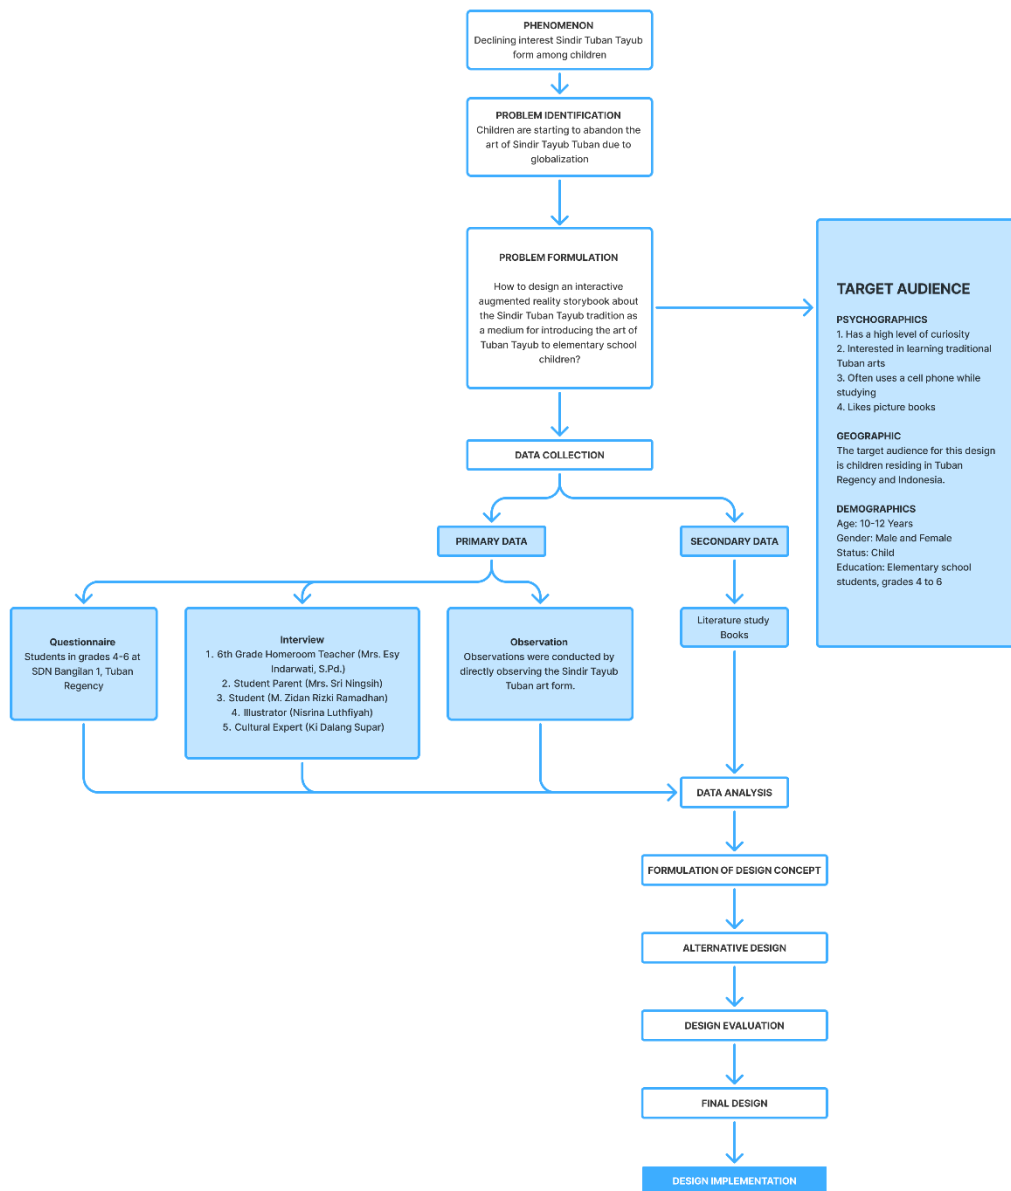 PHENOMENON
Declining interest Sindir Tuban Tayub
form among children
PROBLEM IDENTIFICATION
Children are starting to abandon the
art of Sindir Tayub Tuban due to
globalization
PROBLEM FORMULATION
How to design an interactive
augmented reality storybook about
the Sindir Tuban Tayub tradition as
a medium for introducing the art of
Tuban Tayub to elementary school
children?
TARGET AUDIENCE
PSYCHOGRAPHICS
1. Has a high level of curiosity
2. Interested in learning traditional
Tuban arts
3. Often uses a cell phone while
studying
4. Likes picture books
GEOGRAPHIC
The target audience for this design
is children residing in Tuban
Regency and Indonesia.
DEMOGRAPHICS
Age: 10-12 Years
Gender: Male and Female
Status: Child
Education: Elementary school
students, grades 4 to 6
DATA COLLECTION
PRIMARY DATA
SECONDARY DATA
Questionnaire
Students in grades 4-6 at
SDN Bangilan 1, Tuban
Regency
Interview
1. 6th Grade Homeroom Teacher (Mrs. Esy
Indarwati, S.Pd.)
2. Student Parent (Mrs. Sri Ningsih)
3. Student (M. Zidan Rizki Ramadhan)
4. Illustrator (Nisrina Luthfiyah)
5. Cultural Expert (Ki Dalang Supar)
Observation
Observations were conducted by
directly observing the Sindir Tayub
Tuban art form.
Literature study
Books
DATA ANALYSIS
FORMULATION OF DESIGN CONCEPT
ALTERNATIVE DESIGN
DESIGN EVALUATION
FINAL DESIGN
DESIGN IMPLEMENTATION